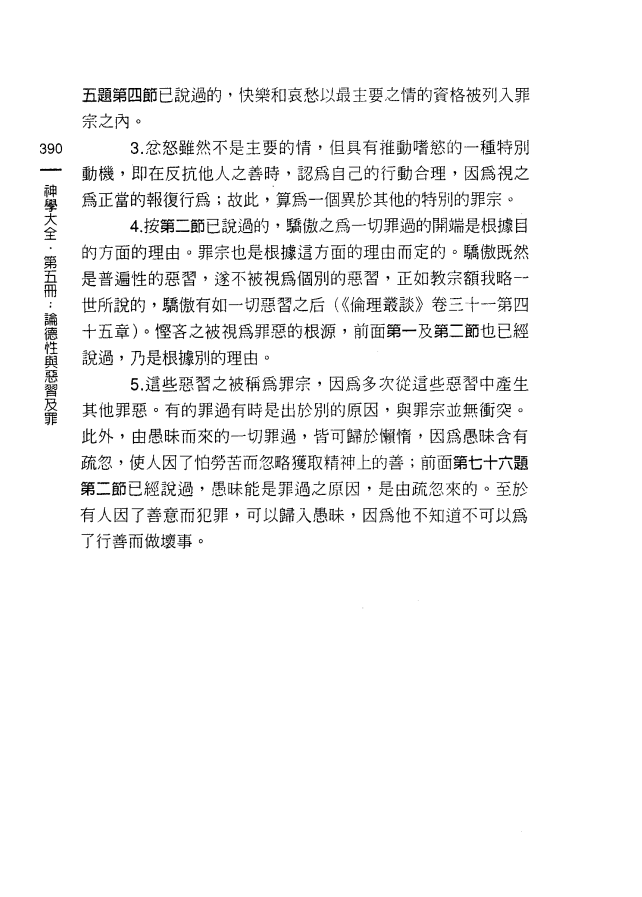 五題第四節已說過的，快樂和哀愁以最主要之情的資格被列入罪
宗之內。
3.忿怒雖然不是主要的情，但具有推動嗜慾的一種特別
動機，即在反抗他人之善時，認爲自己的行動合理，因爲視之
爲正當的報復行爲；故此，算爲一個異於其他的特別的罪宗。
4.按第二節已說過的，驕傲之爲一切罪過的開端是根據目
的方面的理由。罪宗也是根據這方面的理由而定的。驕傲既然
是普遍性的惡習，遂不被視爲個別的惡習，正如教宗額我略一
世所說的，驕傲有如一切惡習之后（《倫理叢談》卷三十一第四
十五章）。慳吝之被視爲罪惡的根源，前面第一及第二節也已經
說過，乃是根據別的理由。
5.這些惡習之被稱爲罪宗，因爲多次從這些惡習中產生
其他罪惡。有的罪過有時是出於別的原因，與罪宗並無衝突。
此外，由愚昧而來的一切罪過，皆可歸於懶惰，因爲愚昧含有
疏忽，使人因了怕勞苦而忽略獲取精神上的善；前面第七十六題
第二節已經說過，愚昧能是罪過之原因，是由疏忽來的。至於
有人因了善意而犯罪，可以歸入愚昧，因爲他不知道不可以爲
了行善而做壞事。
390
神學大全．第五冊：論德性與惡習及罪